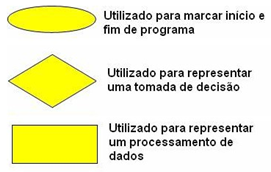 Utilizado para marcar início e
fim de programa
Utilizado para representar
uma tomada de decisão
Utilizado para representar
um processamento de
dados